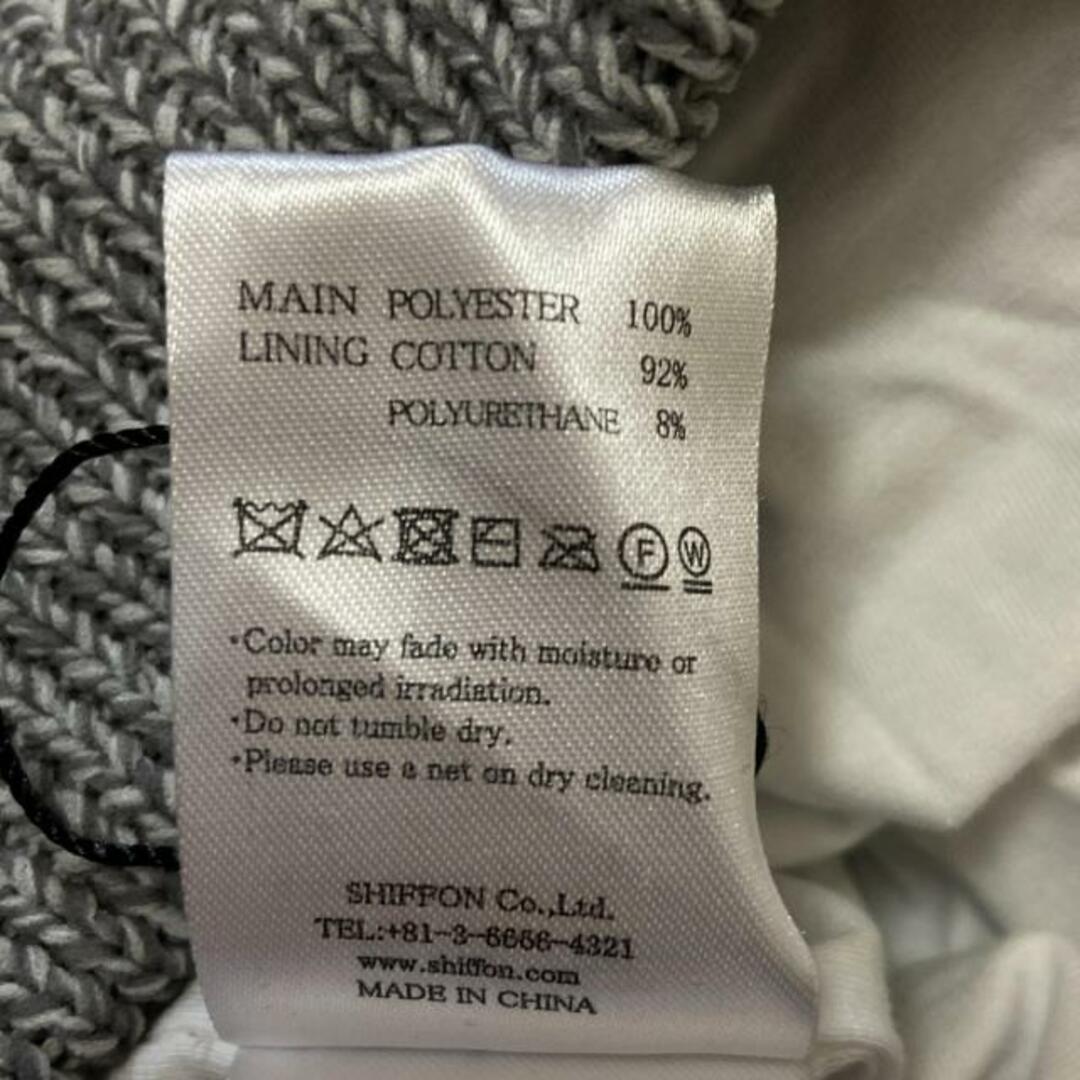 MAIN POLYESTER 100%
LINING COTTON 92%
POLYURETHANE 8%
F W
·Color may fade with moisture or
prolonged irradiation.
·Do not tumble dry.
·Please use a net on dry cleaning.
SHIFFON Co.,Ltd.
TEL:+81-3-6666-4321
www.shiffon.com
MADE IN CHINA